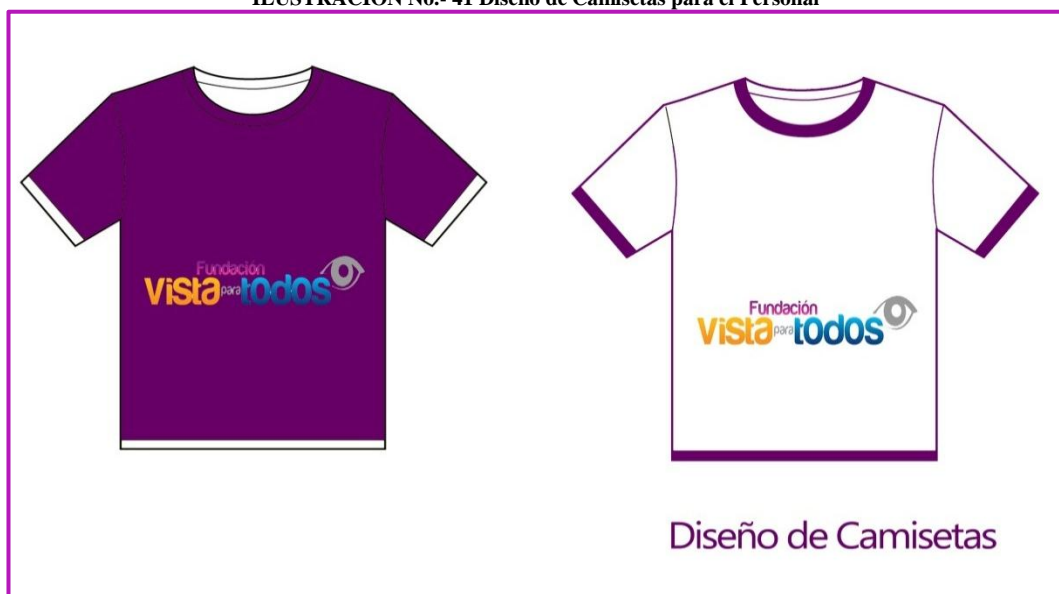 ILUSTRACIÓN No.- 41 Diseño de Camisetas para el Personal
Fundación
vista para todos
Fundación
vista para todos
Diseño de Camisetas